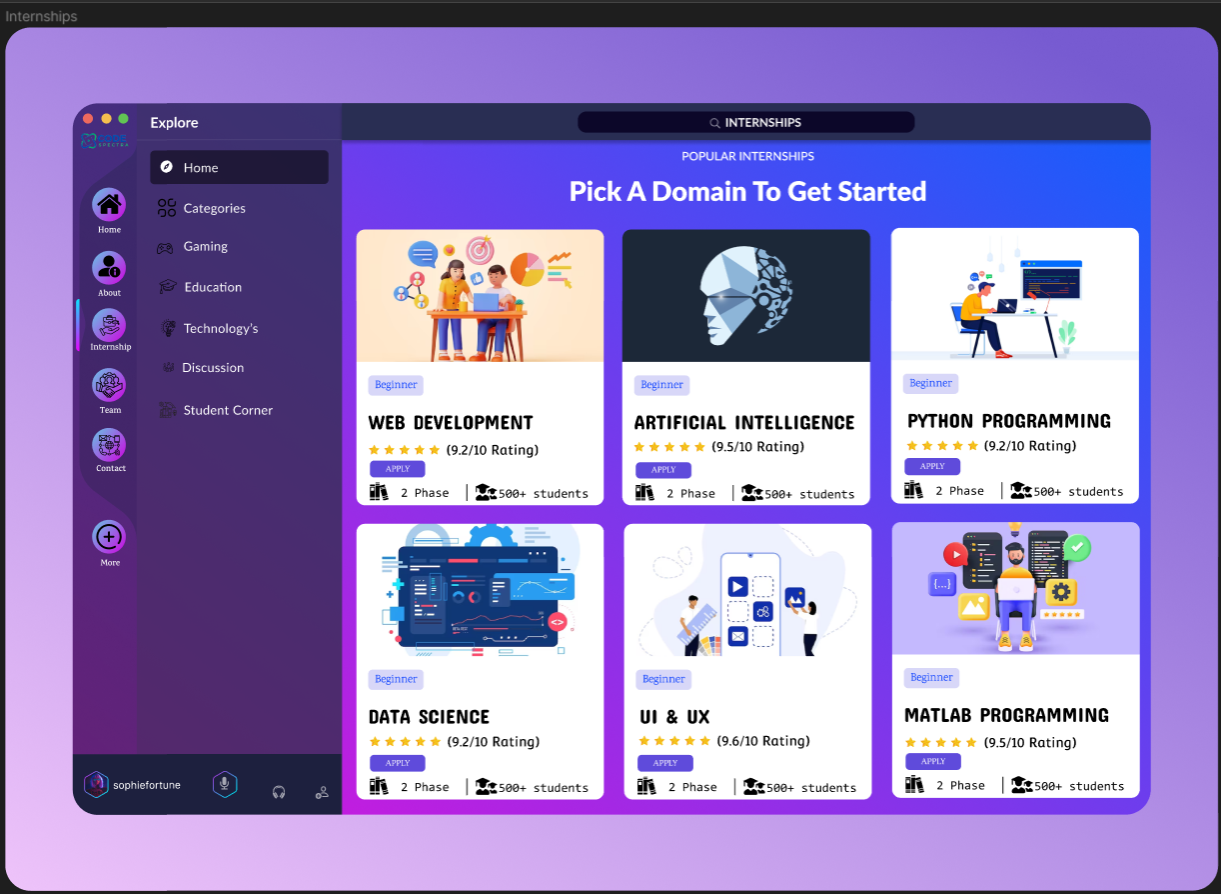 Internships
SPECTRA
Explore
INTERNSHIPS
Home
Categories
Gaming
Education
Technology's
Discussion
Student Corner
Home
About
Internship
Team
Contact
More
sophiefortune
POPULAR INTERNSHIPS
Pick A Domain To Get Started
Beginner
WEB DEVELOPMENT
(9.2/10 Rating)
APPLY
2 Phase | 500+ students
Beginner
ARTIFICIAL INTELLIGENCE
(9.5/10 Rating)
APPLY
2 Phase | 500+ students
Beginner
PYTHON PROGRAMMING
(9.2/10 Rating)
APPLY
2 Phase | 500+ students
Beginner
DATA SCIENCE
(9.2/10 Rating)
APPLY
2 Phase | 500+ students
Beginner
UI & UX
(9.6/10 Rating)
APPLY
2 Phase | 500+ students
{...}
Beginner
MATLAB PROGRAMMING
(9.5/10 Rating)
APPLY
2 Phase | 500+ students